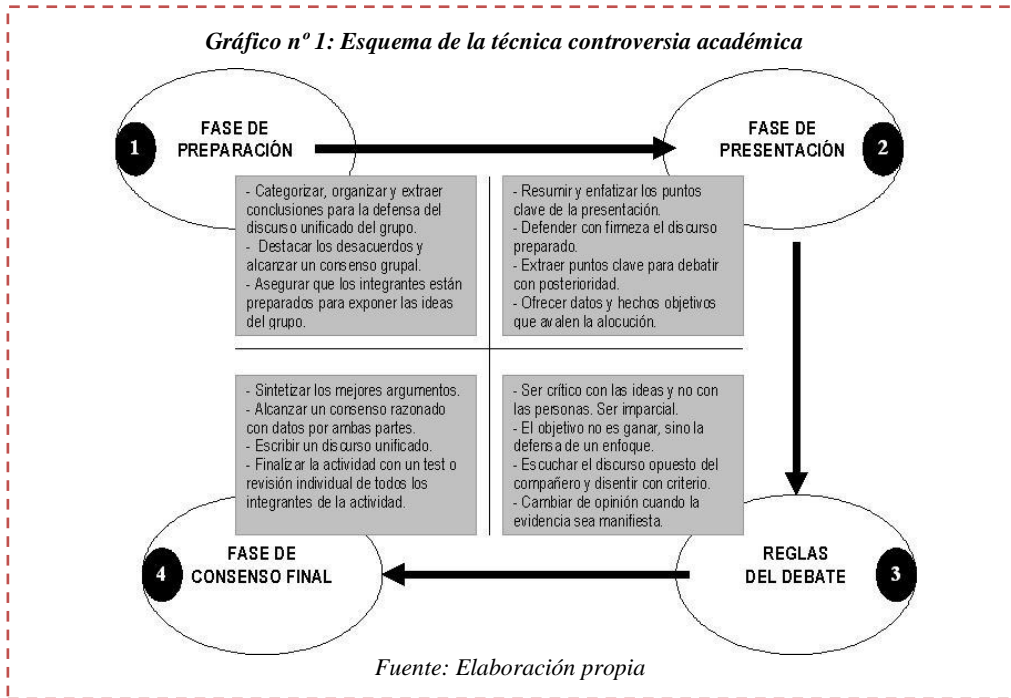 Gráfico nº 1: Esquema de la técnica controversia académica
1
FASE DE
PREPARACIÓN
- Categorizar, organizar y extraer
conclusiones para la defensa del
discurso unificado del grupo.
- Destacar los desacuerdos y
alcanzar un consenso grupal.
- Asegurar que los integrantes están
preparados para exponer las ideas
del grupo.
FASE DE
PRESENTACIÓN
2
- Resumir y enfatizar los puntos
clave de la presentación.
- Defender con firmeza el discurso
preparado.
- Extraer puntos clave para debatir
con posterioridad.
- Ofrecer datos y hechos objetivos
que avalen la alocución.
- Ser crítico con las ideas y no con
las personas. Ser imparcial.
- El objetivo no es ganar, sino la
defensa de un enfoque.
- Escuchar el discurso opuesto del
compañero y disentir con criterio.
- Cambiar de opinión cuando la
evidencia sea manifiesta.
REGLAS
DEL DEBATE
3
- Sintetizar los mejores argumentos.
- Alcanzar un consenso razonado
con datos por ambas partes.
- Escribir un discurso unificado.
- Finalizar la actividad con un test o
revisión individual de todos los
integrantes de la actividad.
4
FASE DE
CONSENSO FINAL
Fuente: Elaboración propia